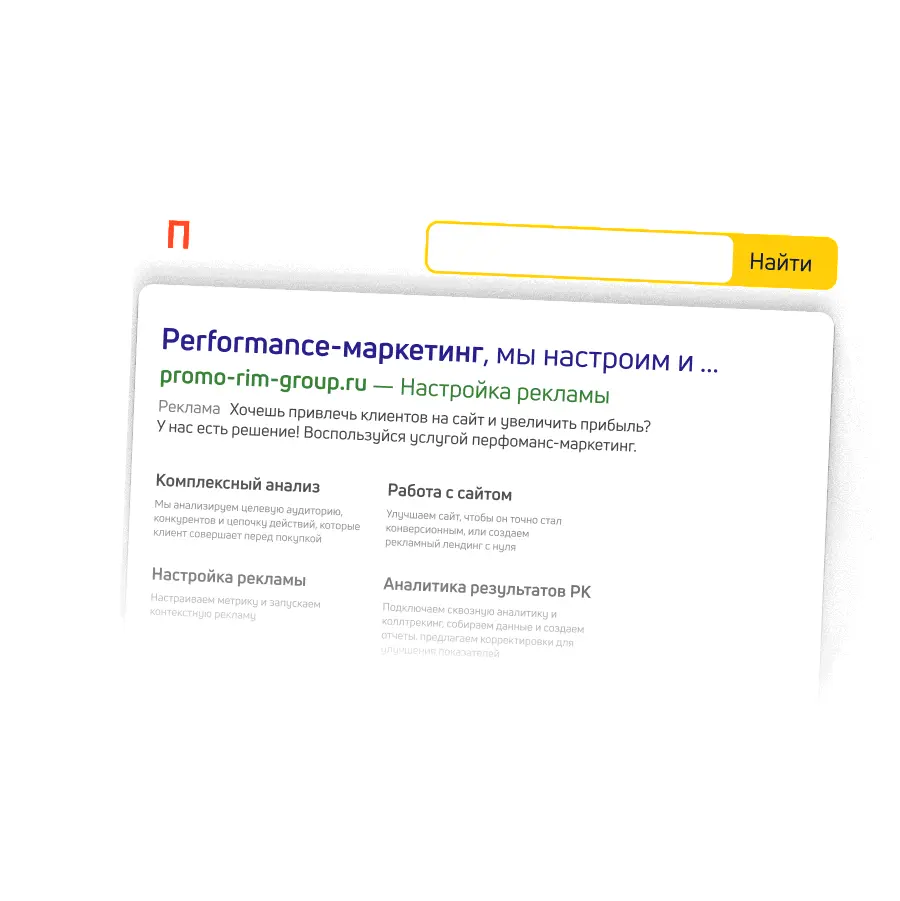 П
Найти
Performance-маркетинг, мы настроим и ...
promo-rim-group.ru — Настройка рекламы
Реклама Хочешь привлечь клиентов на сайт и увеличить прибыль?
У нас есть решение! Воспользуйся услугой перфоманс-маркетинг.
Комплексный анализ
Мы анализируем целевую аудиторию,
конкурентов и цепочку действий, которые
клиент совершает перед покупкой
Работа с сайтом
Улучшаем сайт, чтобы он точно стал
конверсионным, или создаем
рекламный лендинг с нуля
Настройка рекламы
Настраиваем метрику и запускаем
контекстную рекламу
Аналитика результатов РК
Подключаем сквозную аналитику и
коллтрекинг, собираем данные и создаем
отчеты, предлагаем корректировки для
улучшения показателей